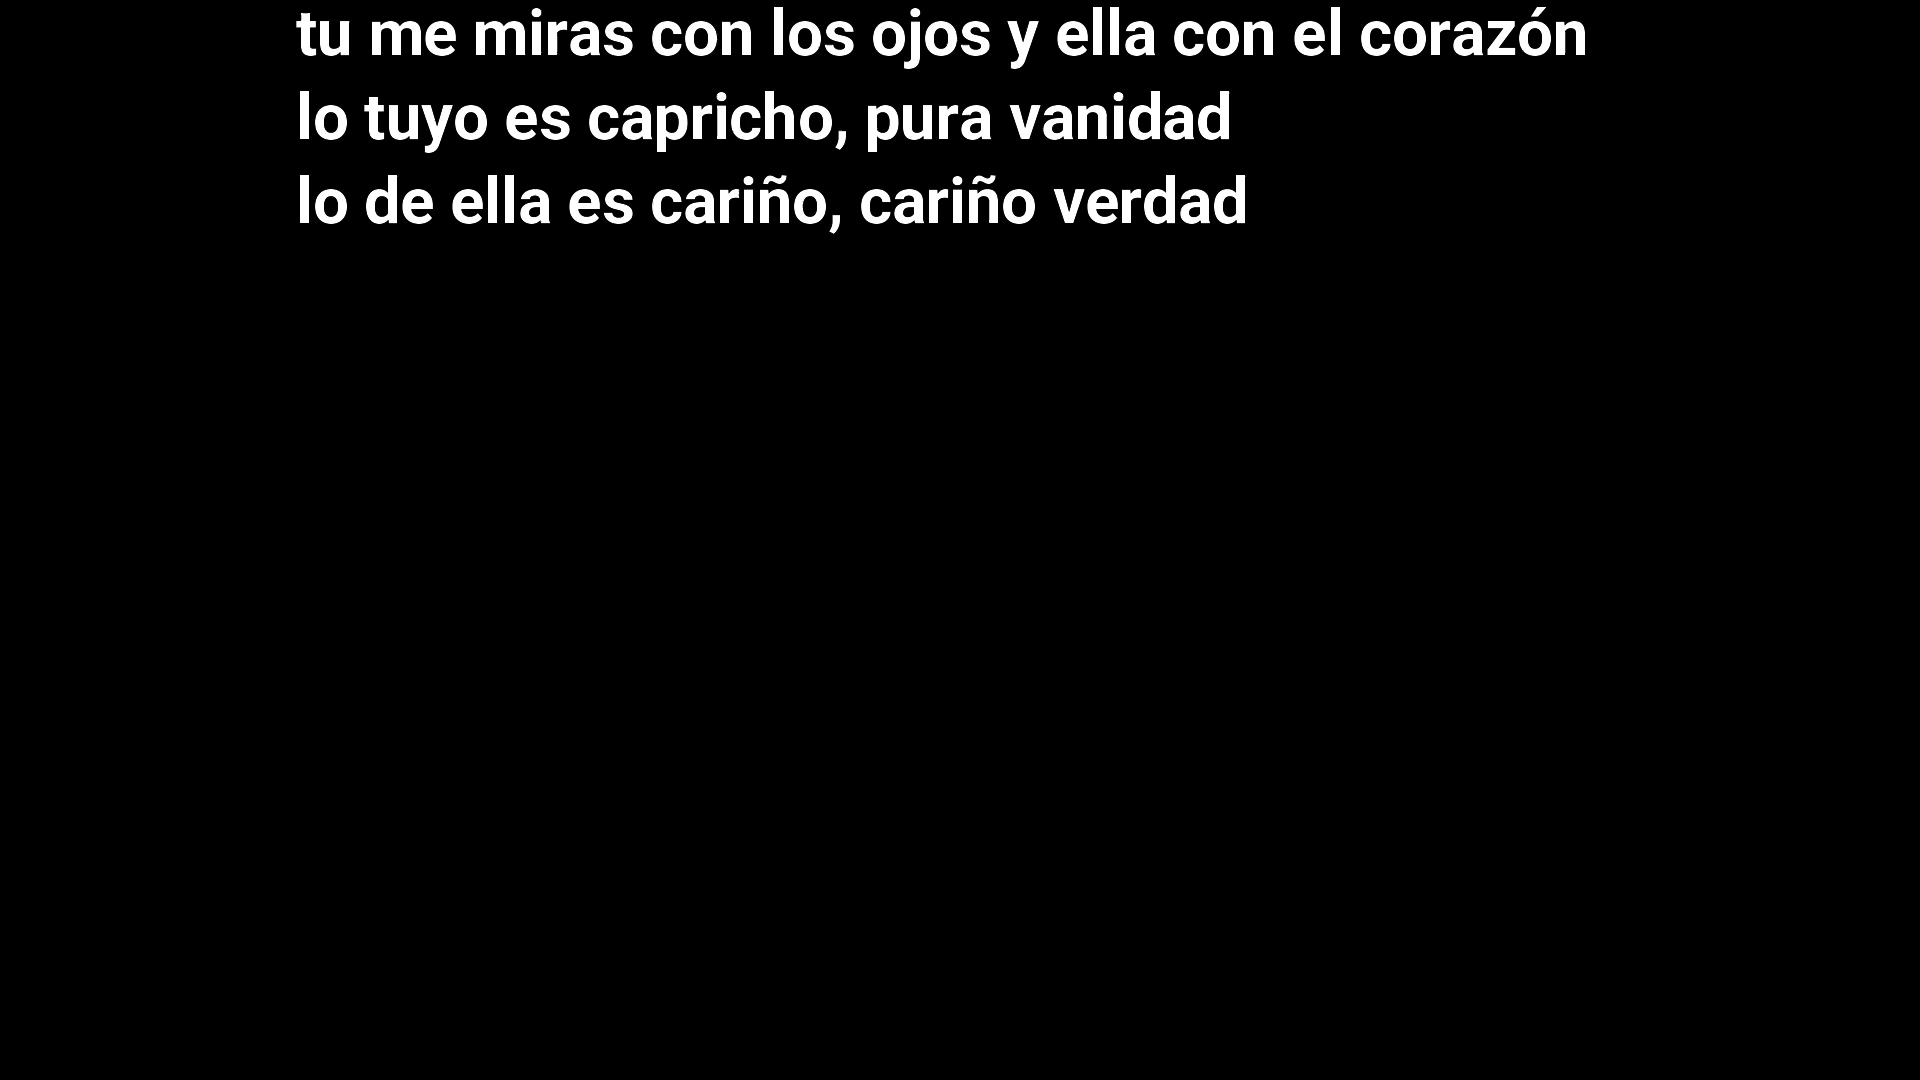 tu me miras con los ojos y ella con el corazón
lo tuyo es capricho, pura vanidad
lo de ella es cariño, cariño verdad